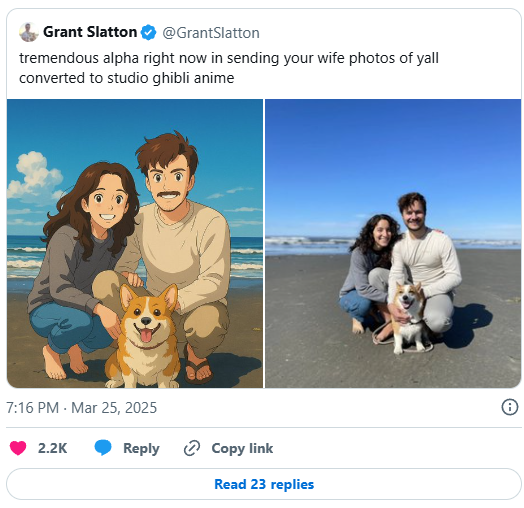 Grant Slatton @GrantSlatton
tremendous alpha right now in sending your wife photos of yall
converted to studio ghibli anime
7:16 PM · Mar 25, 2025
2.2K Reply Copy link
Read 23 replies